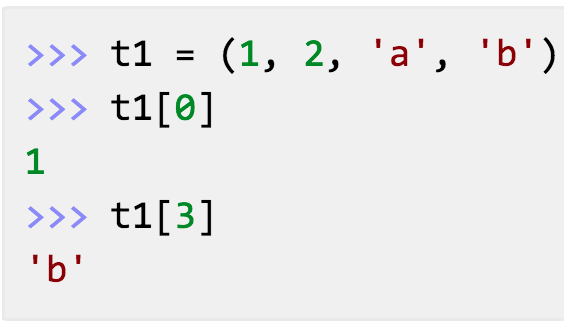 >>> t1 = (1, 2, 'a', 'b')
>>> t1[0]
1
>>> t1[3]
'b'